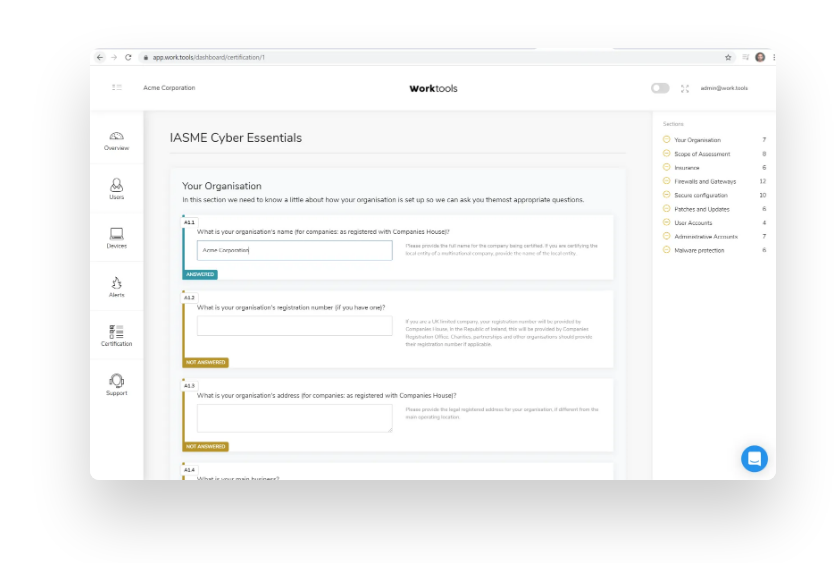 app.work.tools/dashboard/certification/1
Acme Corporation
Worktools
admin@work.tools
Overview
Users
Devices
Alerts
Certification
Support
IASME Cyber Essentials
Your Organisation
In this section we need to know a little about how your organisation is set up so we can ask you themost appropriate questions.
A1.1
What is your organisation's name (for companies: as registered with Companies House)?
Acme Corporation
Please provide the full name for the company being certified. If you are certifying the
local entity of a multinational company, provide the name of the local entity.
ANSWERED
A1.2
What is your organisation's registration number (if you have one)?
If you are a UK limited company, your registration number will be provided by
Companies House. In the Republic of Ireland, this will be provided by Companies
Registration Office. Charities, partnerships and other organisations should provide
their registration number if applicable.
NOT ANSWERED
A1.3
What is your organisation's address (for companies: as registered with Companies House)?
Please provide the legal registered address for your organisation, if different from the
main operating location.
NOT ANSWERED
A1.4
What is your main business?
Sections
Your Organisation 7
Scope of Assessment 8
Insurance 6
Firewalls and Gateways 12
Secure configuration 10
Patches and Updates 6
User Accounts 4
Administrative Accounts 7
Malware protection 6